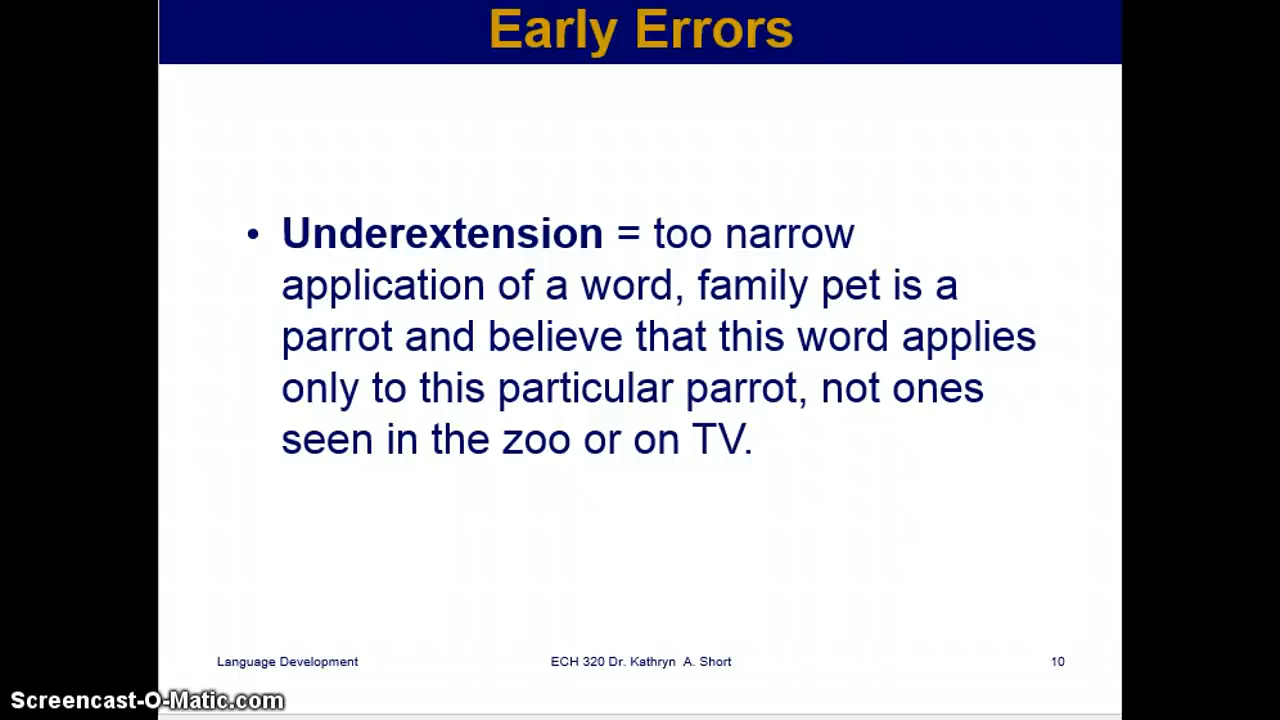 Early Errors
• Underextension = too narrow
application of a word, family pet is a
parrot and believe that this word applies
only to this particular parrot, not ones
seen in the zoo or on TV.
Language Development ECH 320 Dr. Kathryn A. Short 10
Screencast-O-Matic.com